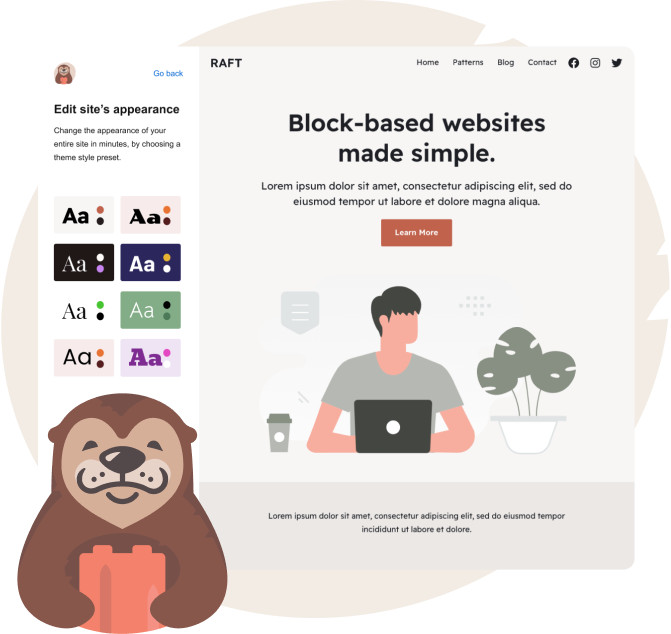 Go back
Edit site's appearance
Change the appearance of your
entire site in minutes, by choosing a
theme style preset.
Aa
Aa
Aa
Aa
Aa
Aa
Aa
Aa
RAFT
Home Patterns Blog Contact
Block-based websites
made simple.
Lorem ipsum dolor sit amet, consectetur adipiscing elit, sed do
eiusmod tempor ut labore et dolore magna aliqua.
Learn More
Lorem ipsum dolor sit amet, consectetur adipiscing elit, sed do eiusmod tempor
incididunt ut labore et dolore.